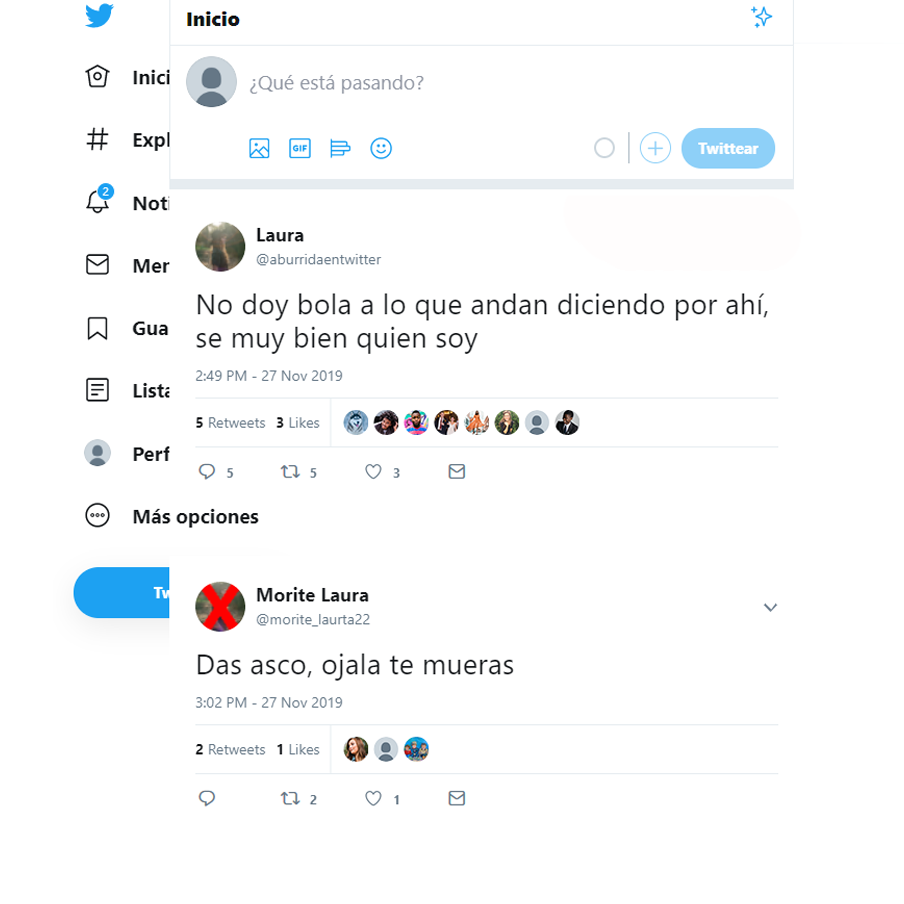 Inicio
¿Qué está pasando?
GIF
Twittear
Inici
Expl
2
Noti
Men
Gua
Lista
Perf
Más opciones
Tw
Laura
@aburridaentwitter
No doy bola a lo que andan diciendo por ahí,
se muy bien quien soy
2:49 PM - 27 Nov 2019
5 Retweets 3 Likes
5 5 3
Morite Laura
@morite_laurta22
Das asco, ojala te mueras
3:02 PM - 27 Nov 2019
2 Retweets 1 Likes
2 1